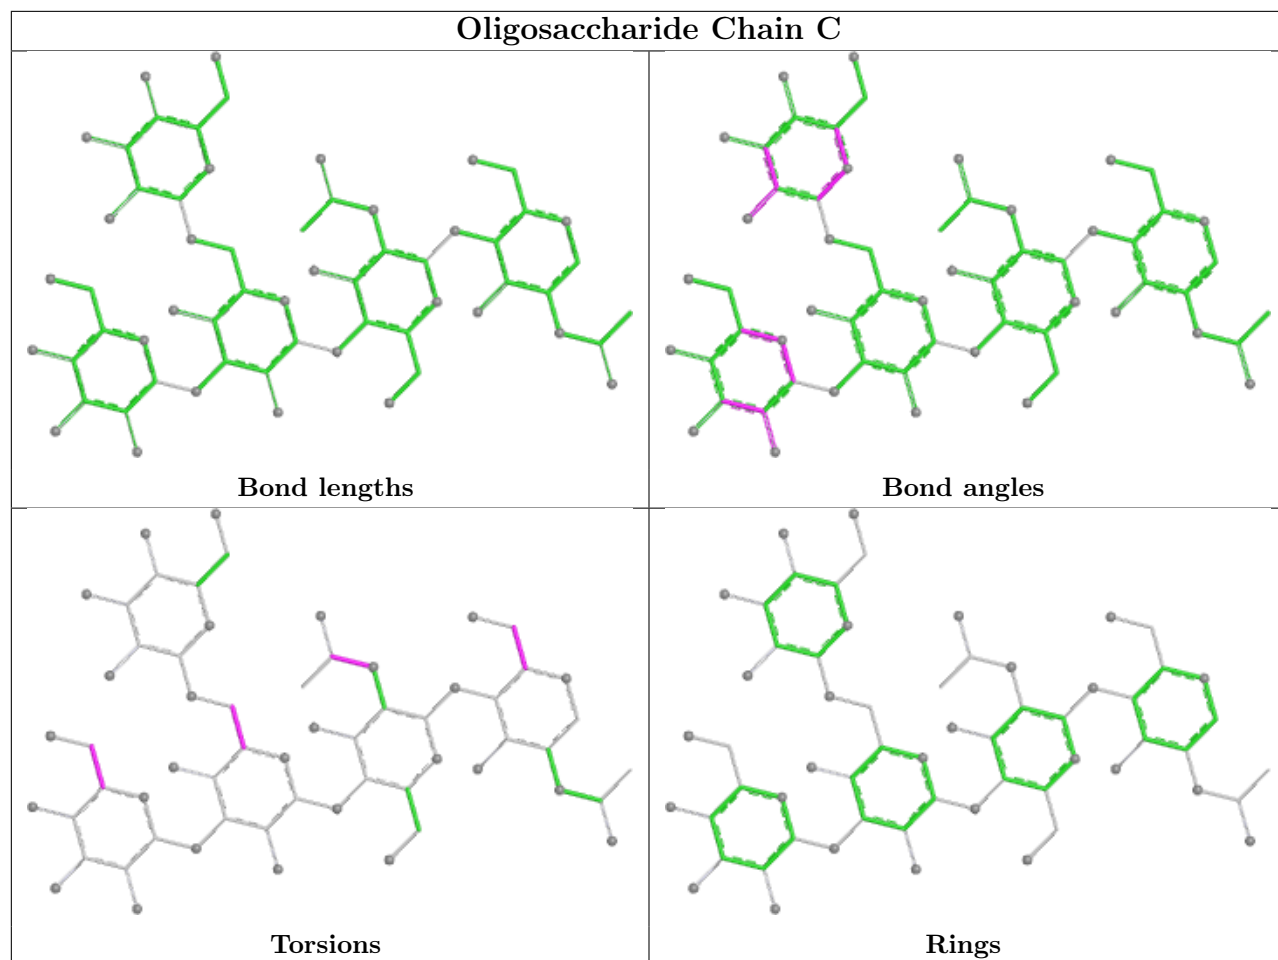 Oligosaccharide Chain C
Bond lengths
Bond angles
Torsions
Rings